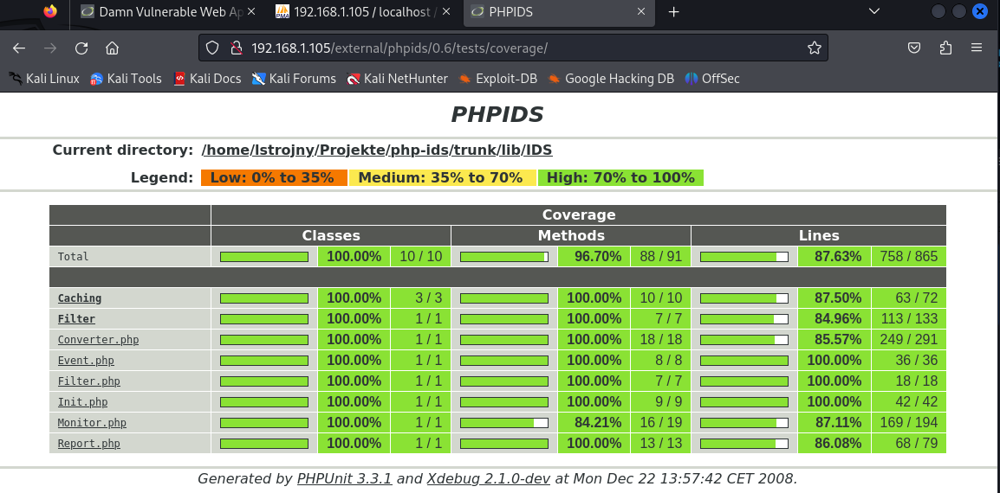 Damn Vulnerable Web Ap
192.168.1.105 / localhost /
PHPIDS
192.168.1.105/external/phpids/0.6/tests/coverage/
Kali Linux Kali Tools Kali Docs Kali Forums Kali NetHunter Exploit-DB Google Hacking DB OffSec
PHPIDS
Current directory: /home/lstrojny/Projekte/php-ids/trunk/lib/IDS
Legend: Low: 0% to 35% Medium: 35% to 70% High: 70% to 100%
Coverage
Classes Methods Lines
Total 100.00% 10 / 10 96.70% 88 / 91 87.63% 758 / 865
Caching 100.00% 3 / 3 100.00% 10 / 10 87.50% 63 / 72
Filter 100.00% 1 / 1 100.00% 7 / 7 84.96% 113 / 133
Converter.php 100.00% 1 / 1 100.00% 18 / 18 85.57% 249 / 291
Event.php 100.00% 1 / 1 100.00% 8 / 8 100.00% 36 / 36
Filter.php 100.00% 1 / 1 100.00% 7 / 7 100.00% 18 / 18
Init.php 100.00% 1 / 1 100.00% 9 / 9 100.00% 42 / 42
Monitor.php 100.00% 1 / 1 84.21% 16 / 19 87.11% 169 / 194
Report.php 100.00% 1 / 1 100.00% 13 / 13 86.08% 68 / 79
Generated by PHPUnit 3.3.1 and Xdebug 2.1.0-dev at Mon Dec 22 13:57:42 CET 2008.